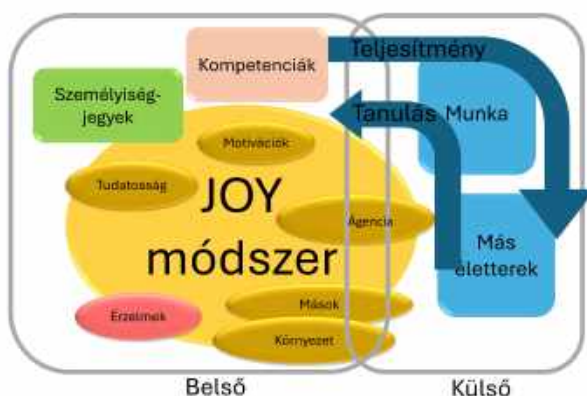 Kompetenciák
Teljesítmény
Személyiség-
jegyek
Tanulás
Munka
Motivációk
Tudatosság
JOY
módszer
Ágencia
Más
életterek
Mások
Érzelmek
Környezet
Belső
Külső